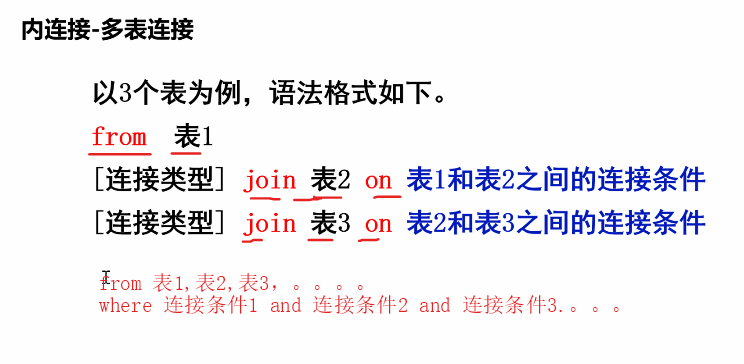 内连接-多表连接
以3个表为例，语法格式如下。
from 表1
[连接类型] join 表2 on 表1和表2之间的连接条件
[连接类型] join 表3 on 表2和表3之间的连接条件
from 表1,表2,表3，。。。。
where 连接条件1 and 连接条件2 and 连接条件3.。。。